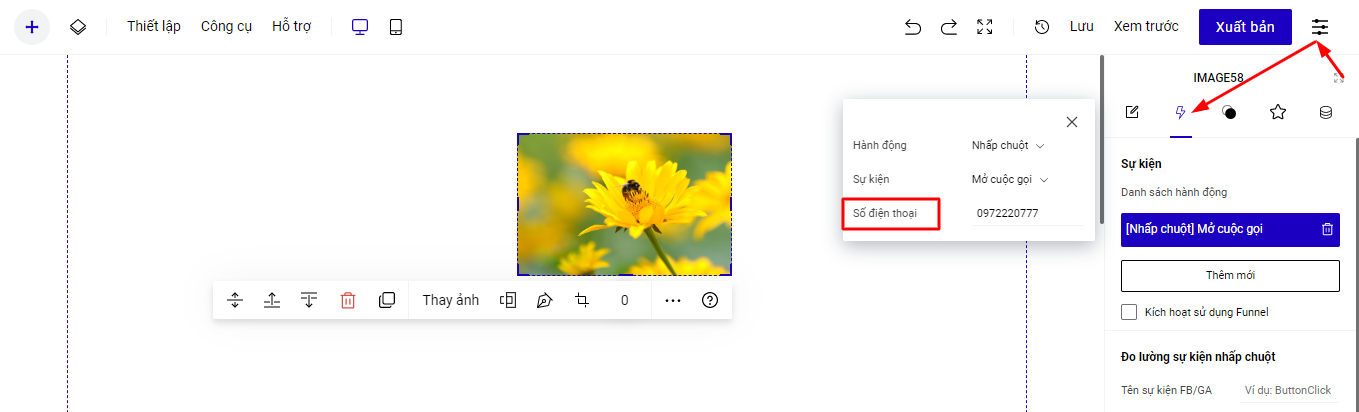 Thiết lập Công cụ Hỗ trợ Lưu Xem trước Xuất bản
IMAGE58
Hành động Nhấp chuột
Sự kiện Mở cuộc gọi
Số điện thoại 0972220777
Thay ảnh 0
Sự kiện
Danh sách hành động
[Nhấp chuột] Mở cuộc gọi
Thêm mới
Kích hoạt sử dụng Funnel
Đo lường sự kiện nhấp chuột
Tên sự kiện FB/GA Ví dụ: ButtonClick